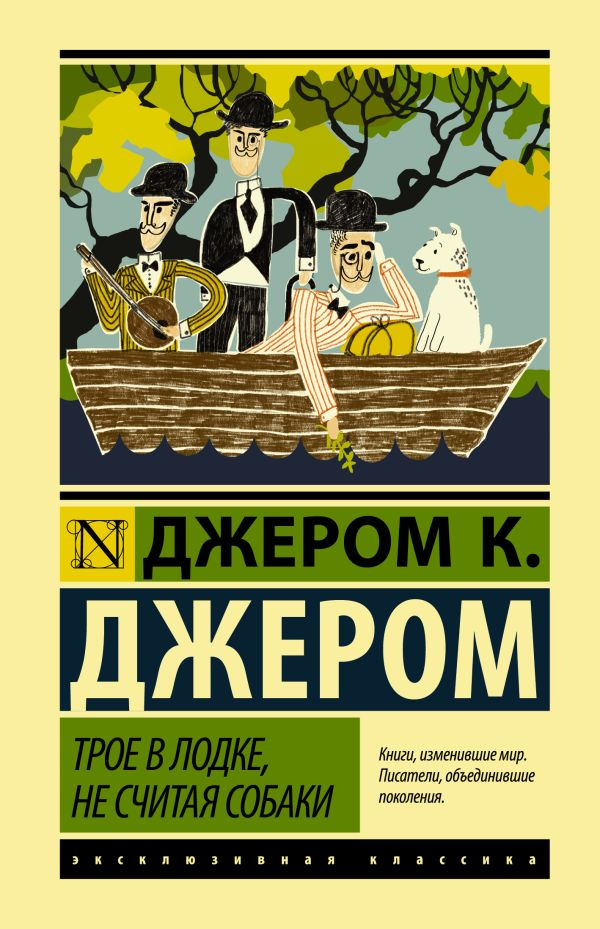 N
ДЖЕРОМ К.
ДЖЕРОМ
ТРОЕ В ЛОДКЕ,
НЕ СЧИТАЯ СОБАКИ
Книги, изменившие мир.
Писатели, объединившие
поколения.
эксклюзивная классика